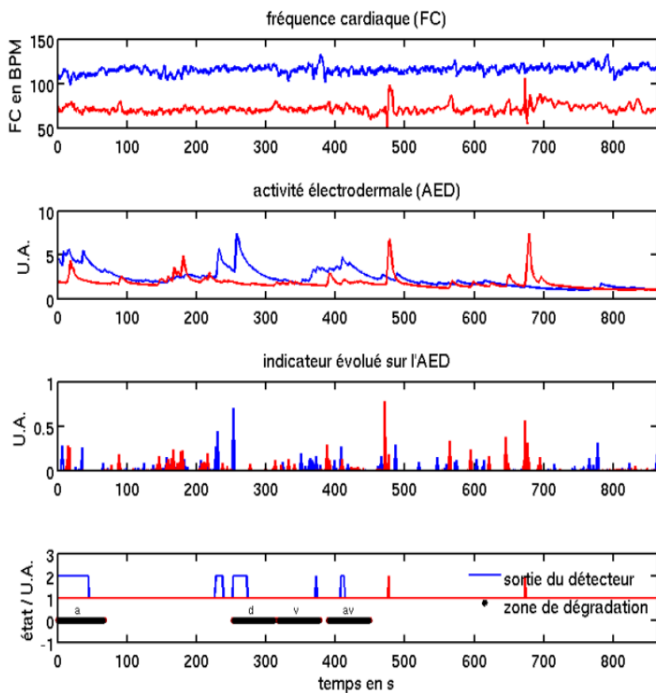 fréquence cardiaque (FC)
FC en BPM
150
100
50
0 100 200 300 400 500 600 700 800
activité électrodermale (AED)
U.A.
10
5
0
0 100 200 300 400 500 600 700 800
indicateur évolué sur l'AED
U.A.
1
0.5
0
0 100 200 300 400 500 600 700 800
état / U.A.
3
2
1
0
-1
sortie du détecteur
zone de dégradation
a d v av
0 100 200 300 400 500 600 700 800
temps en s